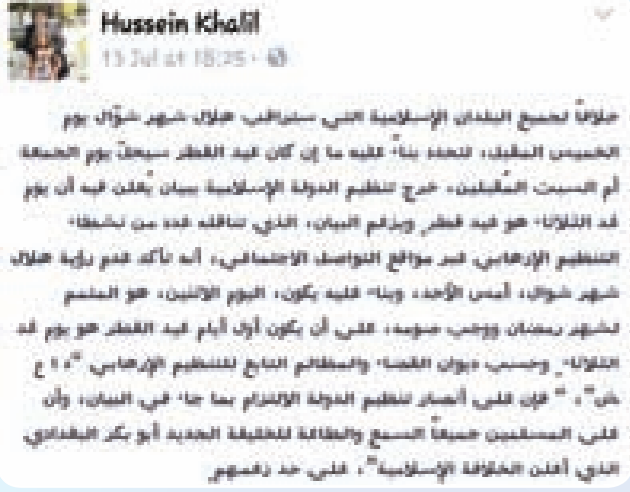 Hussein Khalil
13 Jul at 18:25 ·
خلافاً لجميع البلدان الإسلامية التي ستراقب هلال شهر شوّال يوم
الخميس المقبل، لتحدد بناءً عليه ما إن كان عيد الفطر سيحلّ يوم الجمعة
أم السبت المقبلين، خرج تنظيم الدولة الإسلامية ببيان يُعلن فيه أن يوم
غد الثلاثاء هو عيد فطر. ويزعم البيان، الذي تناقله عدد من نشطاء
التنظيم الإرهابي عبر مواقع التواصل الاجتماعي، أنه تأكد عدم رؤية هلال
شهر شوال، أمس الأحد، وبناء عليه يكون، اليوم الاثنين، هو المتمم
لشهر رمضان ووجب صومه، على أن يكون أول أيام عيد الفطر هو يوم غد
الثلاثاء. وحسب ديوان القضاء والمظالم التابع للتنظيم الإرهابي "د ا ع
ش"، " فإن على أنصار تنظيم الدولة الالتزام بما جاء في البيان، وأن
على المسلمين جميعاً السمع والطاعة للخليفة الجديد أبو بكر البغدادي
الذي أعلن الخلافة الإسلامية"، على حد زعمهم.